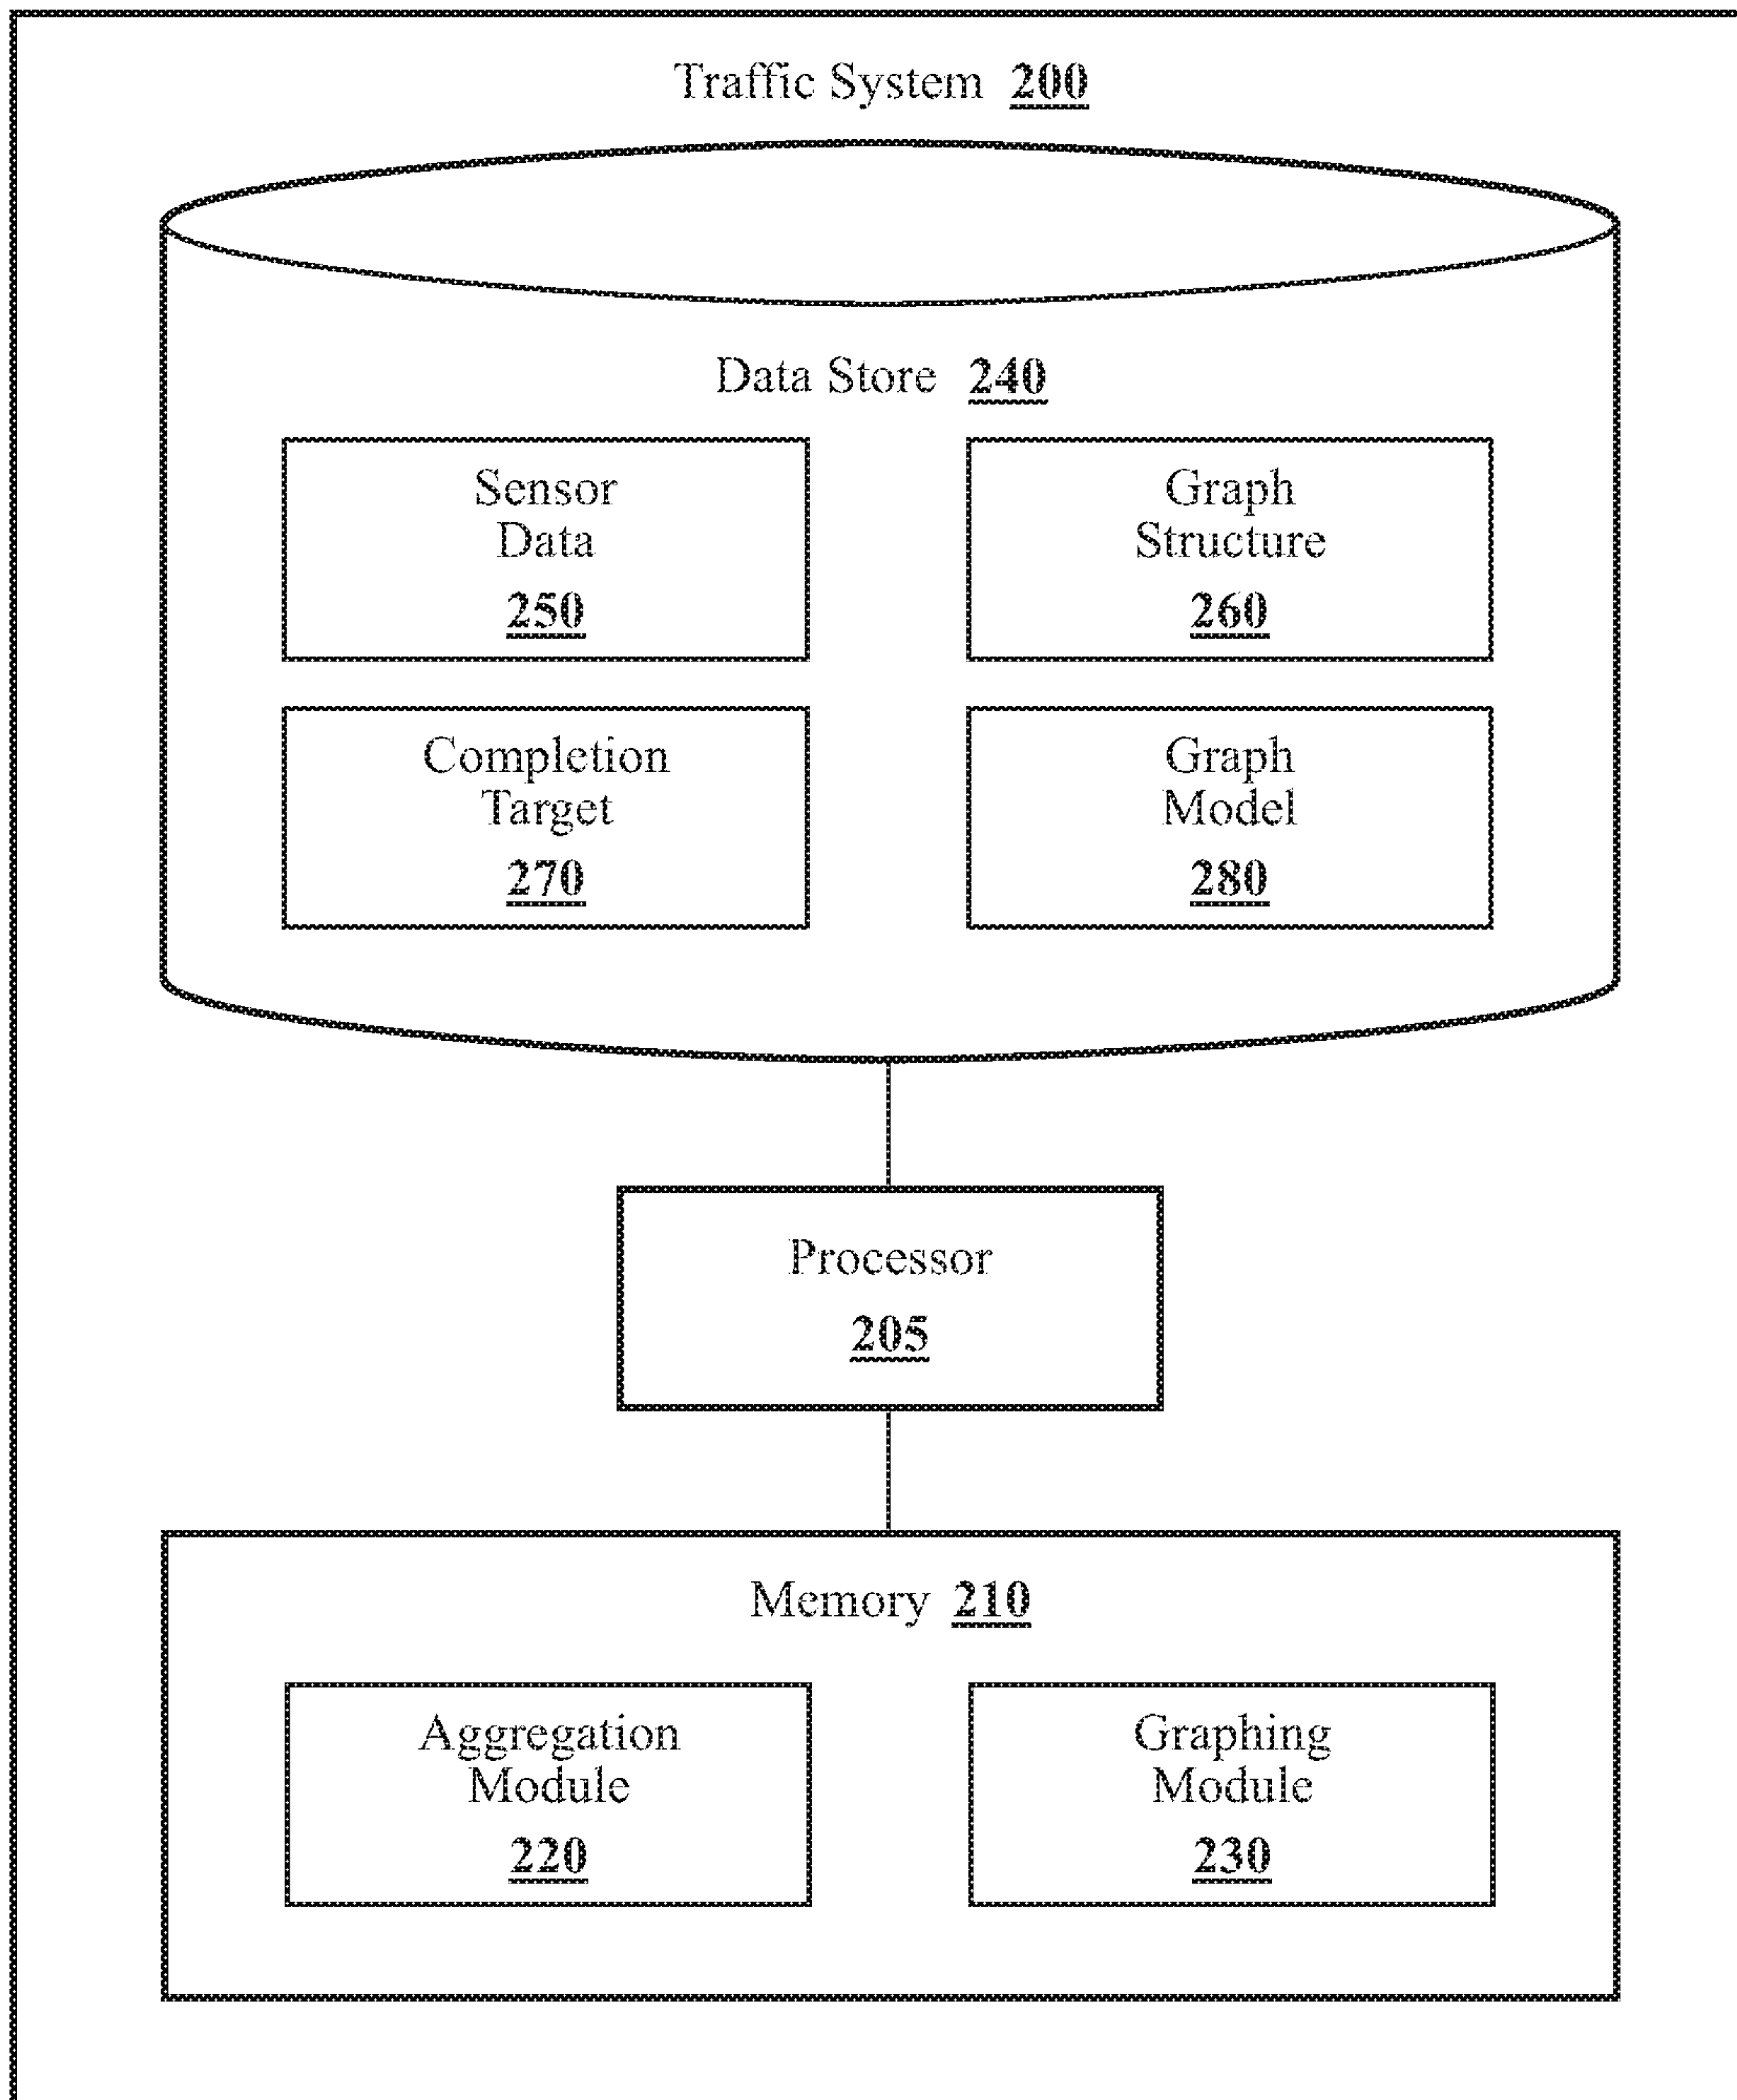 Traffic System 200
Data Store 240
Sensor
Data
250
Graph
Structure
260
Completion
Target
270
Graph
Model
280
Processor
205
Memory 210
Aggregation
Module
220
Graphing
Module
230